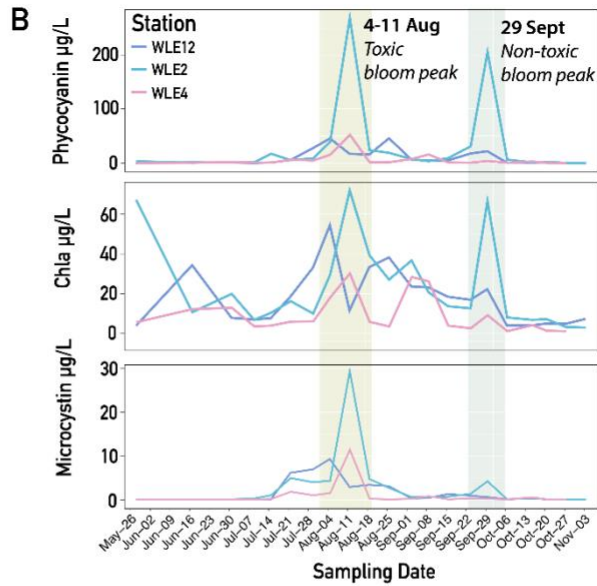 B
Station
WLE12
WLE2
WLE4
4-11 Aug
Toxic
bloom peak
29 Sept
Non-toxic
bloom peak
Phycocyanin µg/L
200
100
0
Chla µg/L
60
40
20
0
Microcystin µg/L
30
20
10
0
May-26
Jun-02
Jun-09
Jun-16
Jun-23
Jun-30
Jul-07
Jul-14
Jul-21
Jul-28
Aug-04
Aug-11
Aug-18
Aug-25
Sep-01
Sep-08
Sep-15
Sep-22
Sep-29
Oct-06
Oct-13
Oct-20
Oct-27
Nov-03
Sampling Date